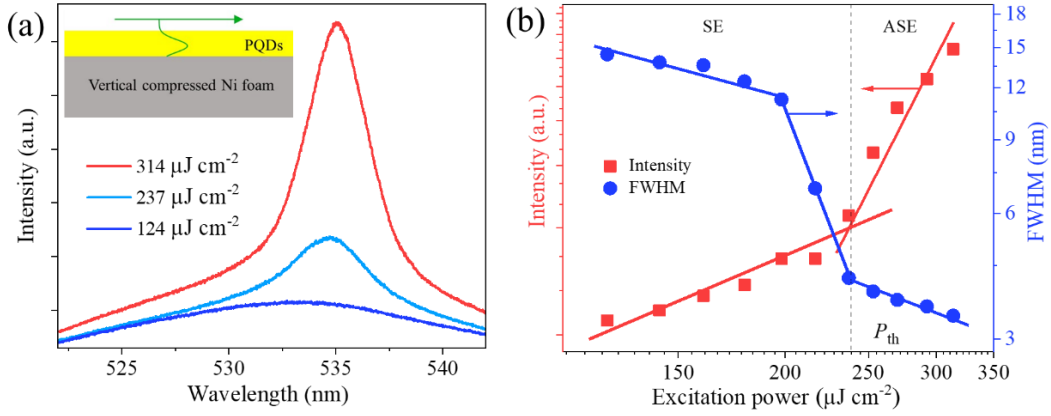 (a)
PQDs
Vertical compressed Ni foam
314 μJ cm⁻²
237 μJ cm⁻²
124 μJ cm⁻²
Intensity (a.u.)
525 530 535 540
Wavelength (nm)
(b)
SE ASE
Intensity
FWHM
P_th
Intensity (a.u.)
18
15
12
9
6
3
FWHM (nm)
150 200 250 300 350
Excitation power (μJ cm⁻²)